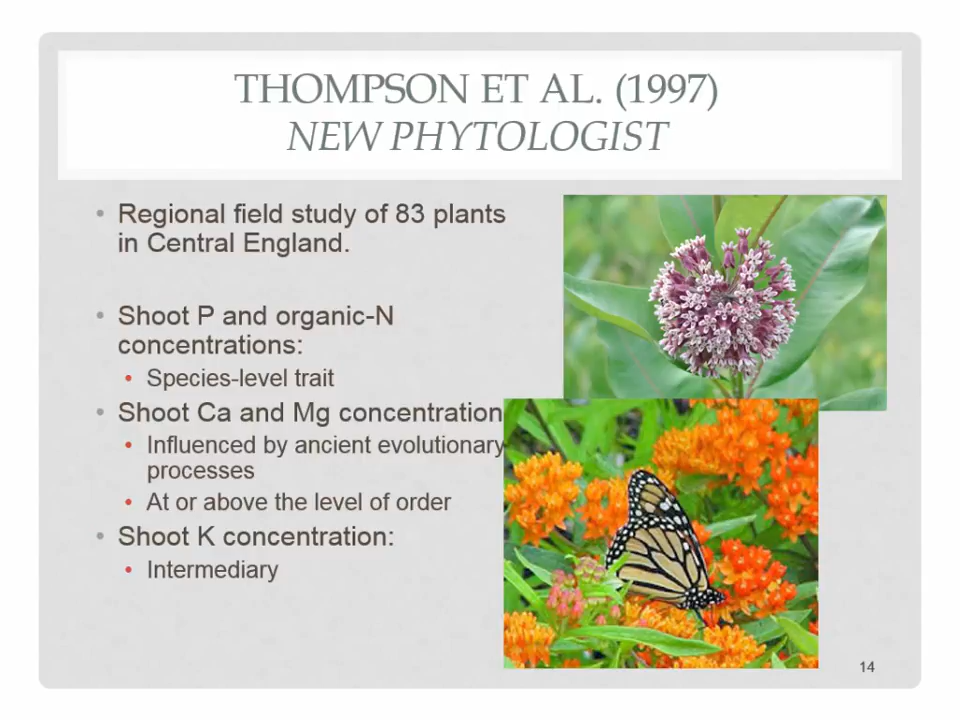 THOMPSON ET AL. (1997)
NEW PHYTOLOGIST
• Regional field study of 83 plants
in Central England.
• Shoot P and organic-N
concentrations:
• Species-level trait
• Shoot Ca and Mg concentration
• Influenced by ancient evolutionary
processes
• At or above the level of order
• Shoot K concentration:
• Intermediary
14